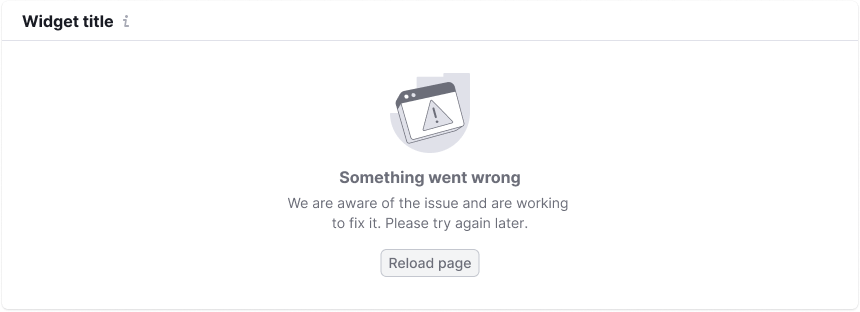 Widget title
Something went wrong
We are aware of the issue and are working
to fix it. Please try again later.
Reload page